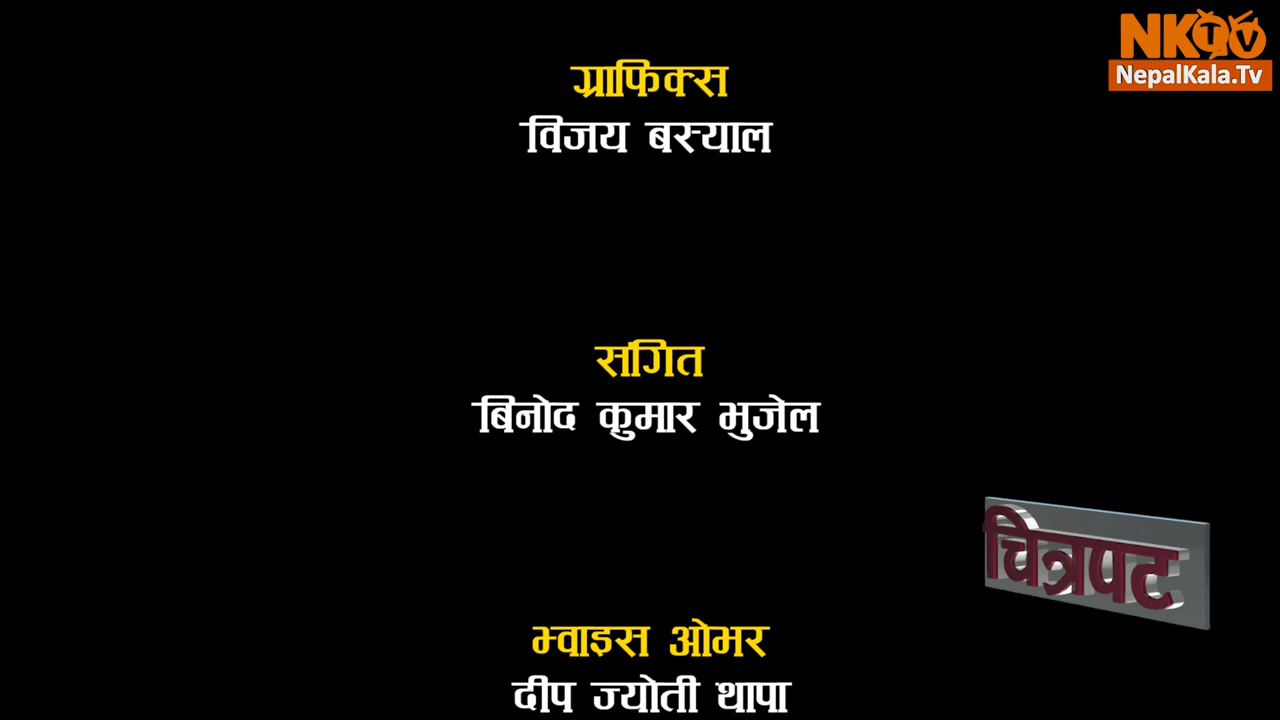 NKTV
NepalKala.Tv
ग्राफिक्स
विजय बस्याल
संगित
बिनोद कुमार भुजेल
चित्रपट
भ्वाइस ओभर
दीप ज्योती थापा